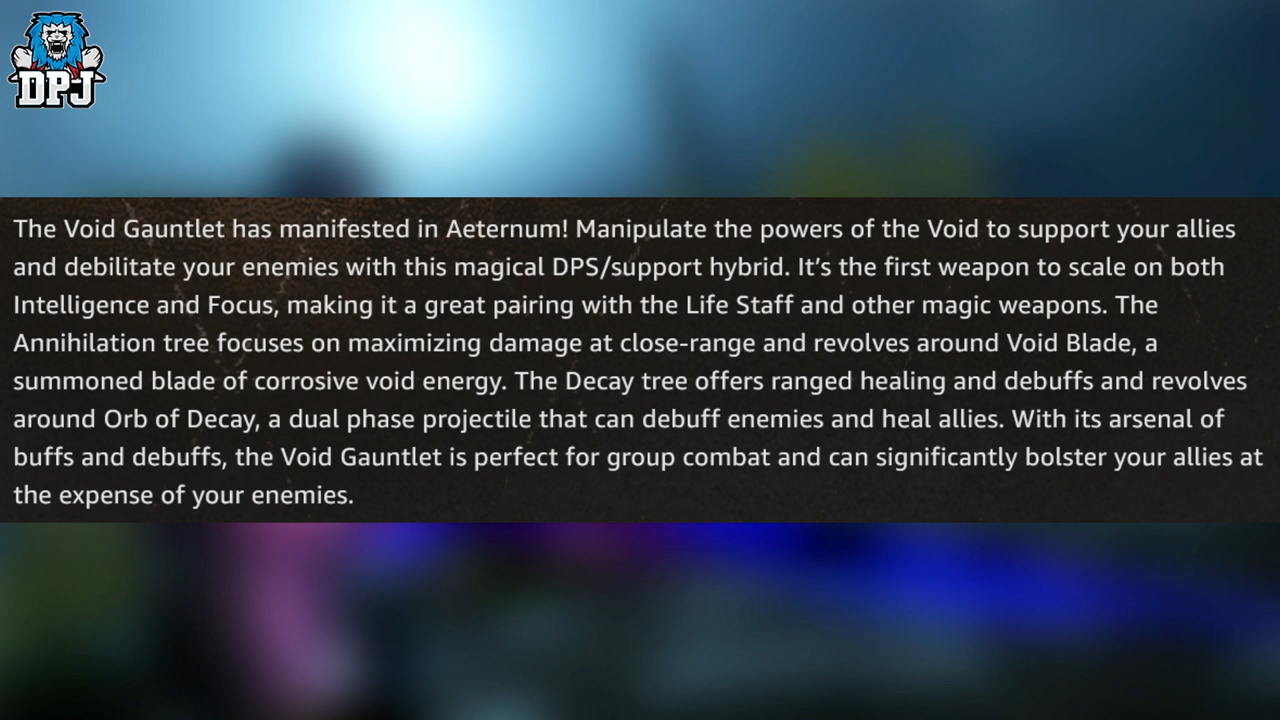 DPJ
The Void Gauntlet has manifested in Aeternum! Manipulate the powers of the Void to support your allies
and debilitate your enemies with this magical DPS/support hybrid. It’s the first weapon to scale on both
Intelligence and Focus, making it a great pairing with the Life Staff and other magic weapons. The
Annihilation tree focuses on maximizing damage at close-range and revolves around Void Blade, a
summoned blade of corrosive void energy. The Decay tree offers ranged healing and debuffs and revolves
around Orb of Decay, a dual phase projectile that can debuff enemies and heal allies. With its arsenal of
buffs and debuffs, the Void Gauntlet is perfect for group combat and can significantly bolster your allies at
the expense of your enemies.